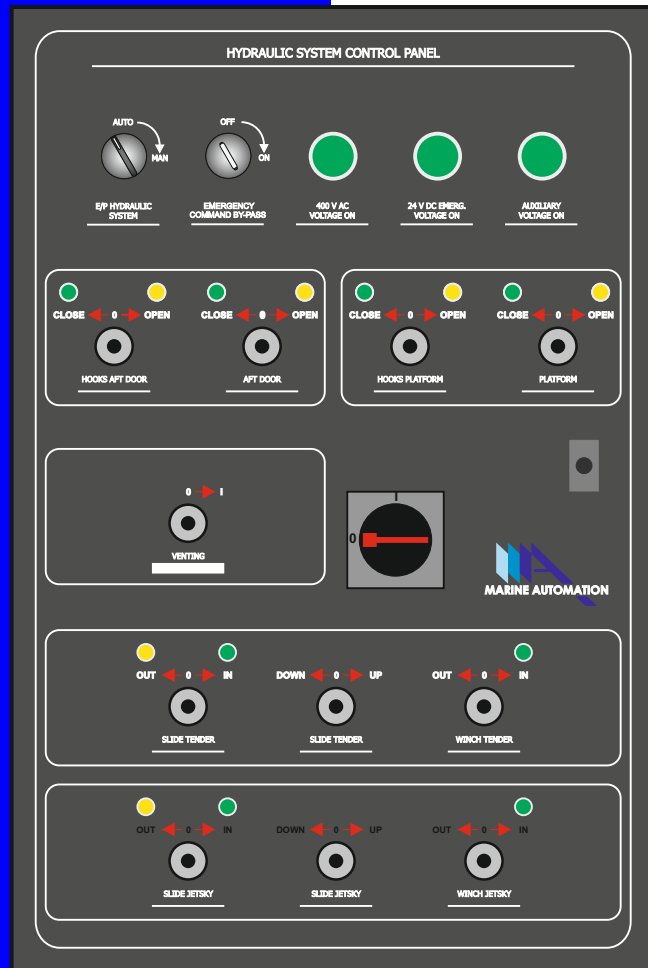 HYDRAULIC SYSTEM CONTROL PANEL
AUTO
MAN
OFF
ON
E/P HYDRAULIC
SYSTEM
EMERGENCY
COMMAND BY-PASS
400 V AC
VOLTAGE ON
24 V DC EMERG.
VOLTAGE ON
AUXILIARY
VOLTAGE ON
CLOSE 0 OPEN
HOOKS AFT DOOR
CLOSE 0 OPEN
AFT DOOR
CLOSE 0 OPEN
HOOKS PLATFORM
CLOSE 0 OPEN
PLATFORM
0 I
VENTING
I
0
MARINE AUTOMATION
OUT 0 IN
SLIDE TENDER
DOWN 0 UP
SLIDE TENDER
OUT 0 IN
WINCH TENDER
OUT 0 IN
SLIDE JETSKY
DOWN 0 UP
SLIDE JETSKY
OUT 0 IN
WINCH JETSKY